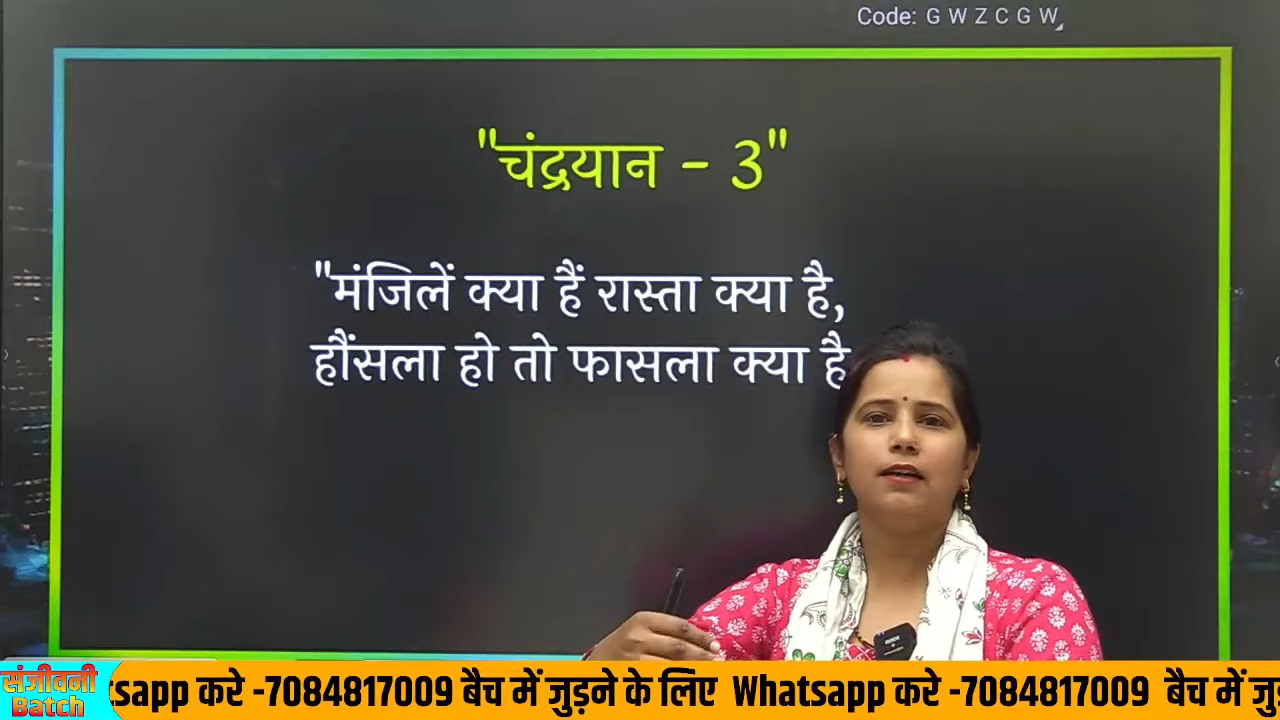 Code: G W Z C G W
"चंद्रयान - 3"
"मंजिलें क्या हैं रास्ता क्या है,
हौंसला हो तो फासला क्या है
संजीवनी
Batch
sapp करे -7084817009 बैच में जुड़ने के लिए Whatsapp करे -7084817009 बैच में